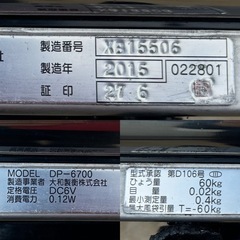 社
製造番号 XB15506
製造年 2015 022801
証印 27.6
MODEL DP-6700
製造事業者 大和製衡株式会社
定格電圧 DC6V
消費電力 0.12W
型式承認 第D106号
ひょう量 60kg
目量 0.02kg
最小測定量 0.4kg
最大風袋引量 T=-60kg